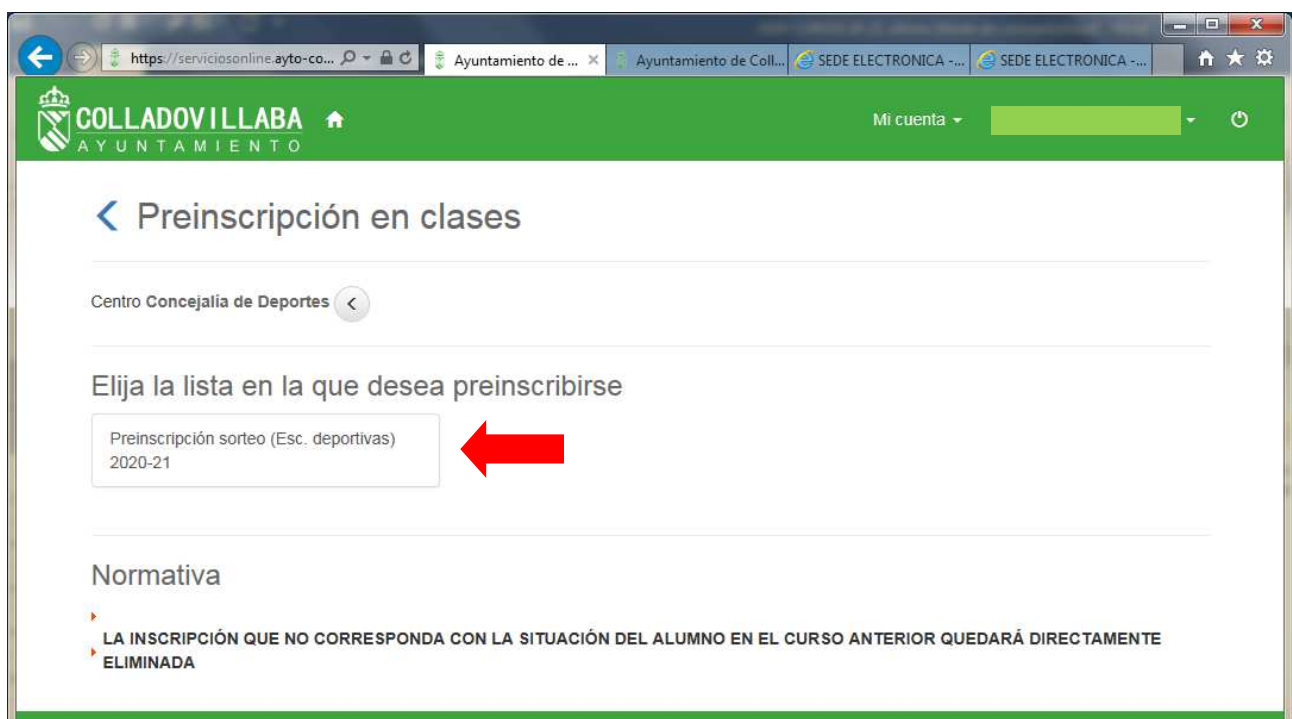 https://serviciosonline.ayto-co...
Ayuntamiento de ...
Ayuntamiento de Coll...
SEDE ELECTRONICA -...
SEDE ELECTRONICA -...
COLLADOVILLABA
AYUNTAMIENTO
Mi cuenta
Preinscripción en clases
Centro Concejalía de Deportes
Elija la lista en la que desea preinscribirse
Preinscripción sorteo (Esc. deportivas)
2020-21
Normativa
LA INSCRIPCIÓN QUE NO CORRESPONDA CON LA SITUACIÓN DEL ALUMNO EN EL CURSO ANTERIOR QUEDARÁ DIRECTAMENTE
ELIMINADA